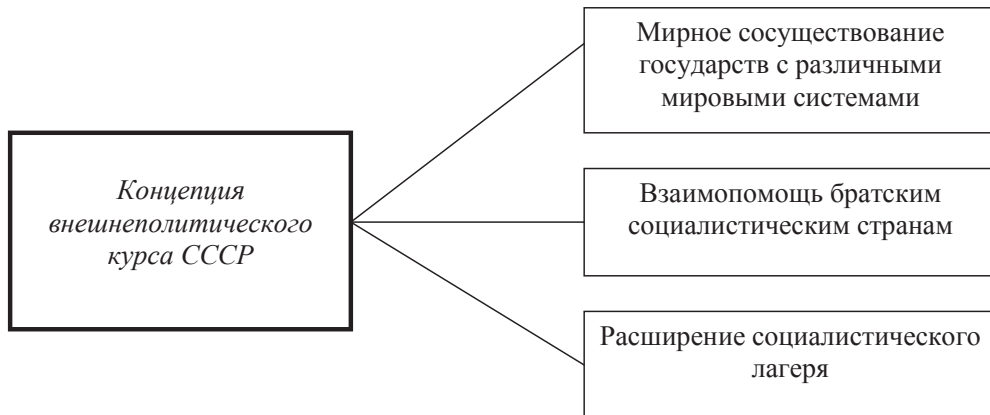 Мирное сосуществование
государств с различными
мировыми системами
Концепция
внешнеполитического
курса СССР
Взаимопомощь братским
социалистическим странам
Расширение социалистического
лагеря